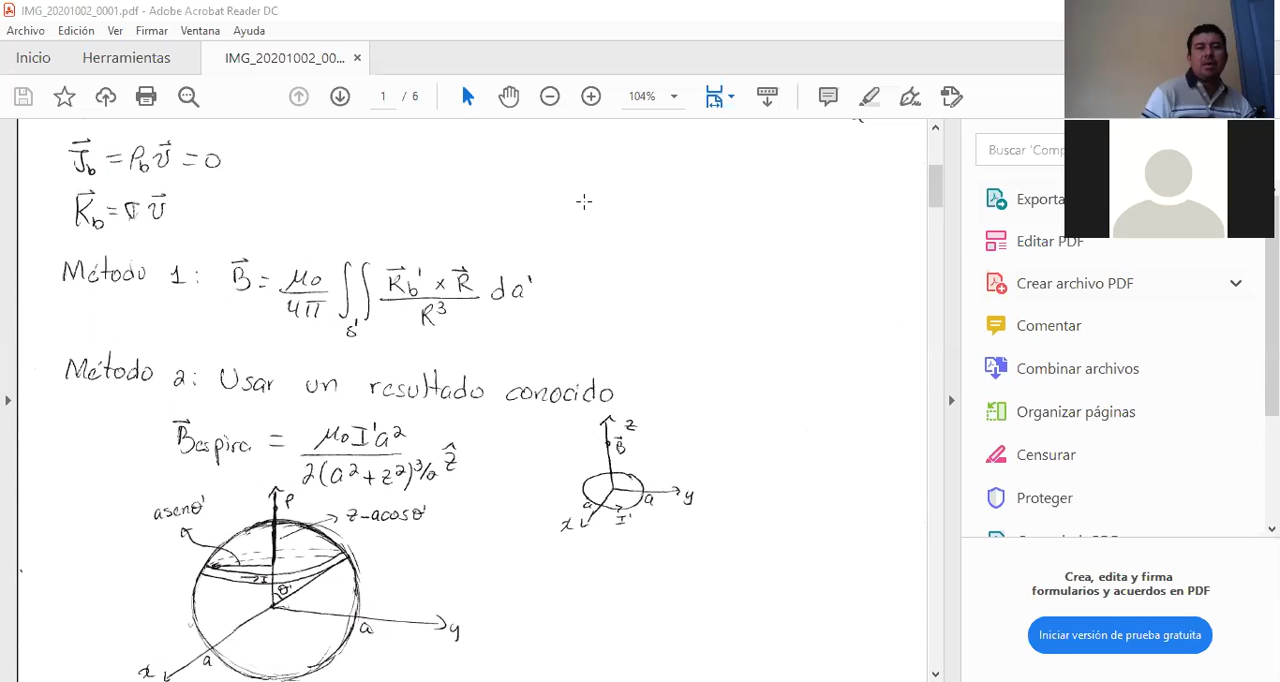 IMG_20201002_0001.pdf - Adobe Acrobat Reader DC
Archivo Edición Ver Firmar Ventana Ayuda
Inicio Herramientas IMG_20201002_00... ×
1 / 6 104%
J⃗b = ρb v⃗ = 0
K⃗b = σ v⃗
Método 1: B⃗ = μ0/4π ∫∫s' K⃗b' × R⃗ / R³ da'
Método 2: Usar un resultado conocido
B⃗espira = μ0I'a² / 2(a²+z²)^3/2 ẑ
z
B⃗
a a y
x I'
P
asenθ' z-acosθ'
I
θ'
a y
a
x
Buscar 'Comp
Exporta
Editar PDF
Crear archivo PDF
Comentar
Combinar archivos
Organizar páginas
Censurar
Proteger
Crea, edita y firma
formularios y acuerdos en PDF
Iniciar versión de prueba gratuita